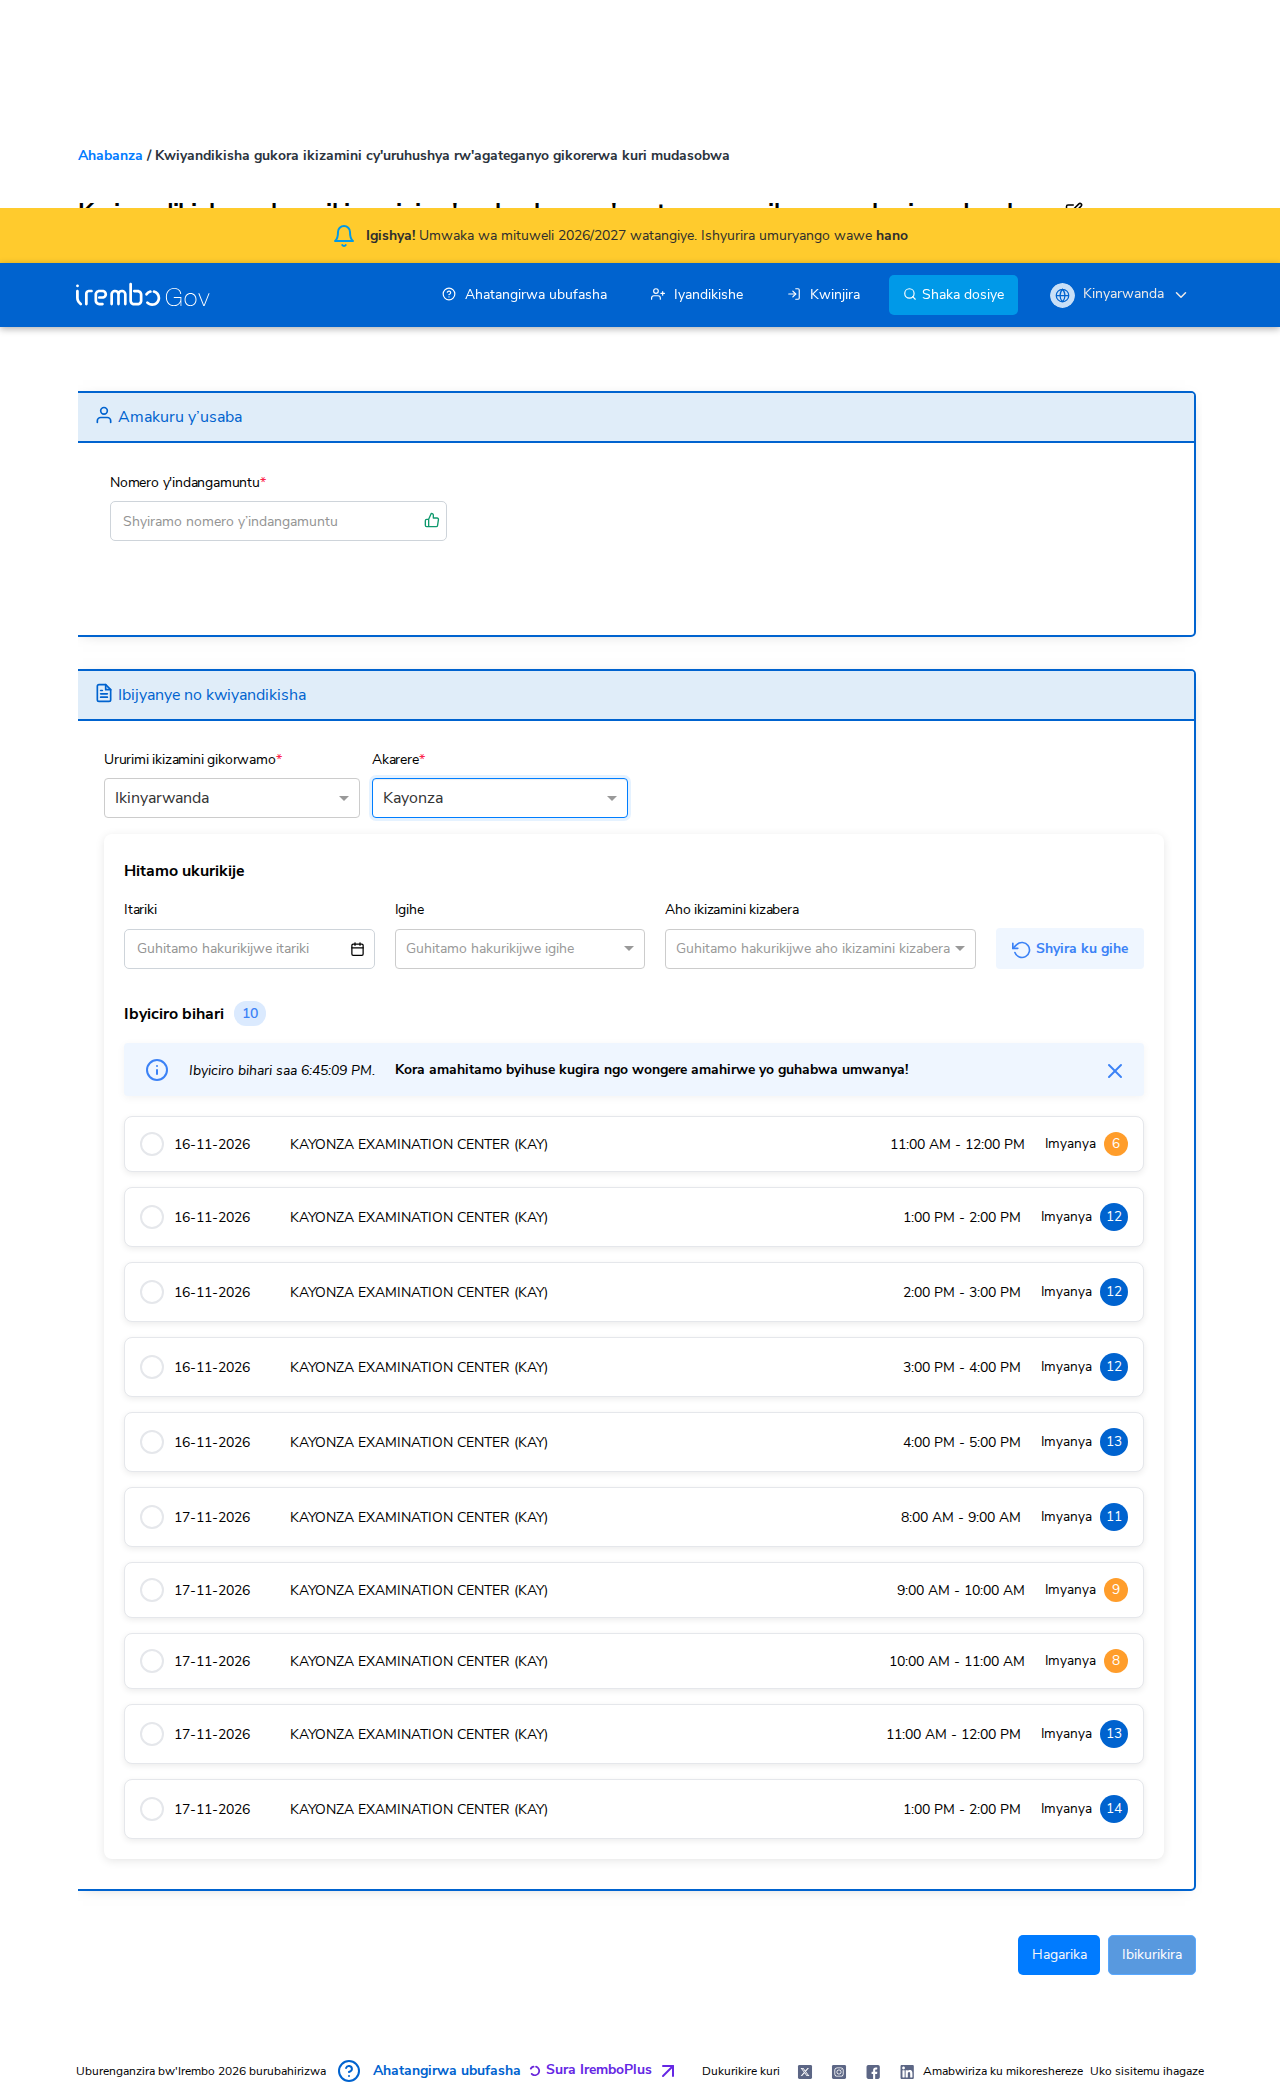 Ahabanza / Kwiyandikisha gukora ikizamini cy'uruhushya rw'agateganyo gikorerwa kuri mudasobwa
Igishya! Umwaka wa mituweli 2026/2027 watangiye. Ishyurira umuryango wawe hano
irembo Gov
Ahatangirwa ubufasha
Iyandikishe
Kwinjira
Shaka dosiye
Kinyarwanda
Amakuru y’usaba
Nomero y'indangamuntu*
Shyiramo nomero y’indangamuntu
Ibijyanye no kwiyandikisha
Ururimi ikizamini gikorwamo* Akarere*
Ikinyarwanda Kayonza
Hitamo ukurikije
Itariki Igihe Aho ikizamini kizabera
Guhitamo hakurikijwe itariki Guhitamo hakurikijwe igihe Guhitamo hakurikijwe aho ikizamini kizabera Shyira ku gihe
Ibyiciro bihari 10
Ibyiciro bihari saa 6:45:09 PM. Kora amahitamo byihuse kugira ngo wongere amahirwe yo guhabwa umwanya!
16-11-2026 KAYONZA EXAMINATION CENTER (KAY) 11:00 AM - 12:00 PM Imyanya 6
16-11-2026 KAYONZA EXAMINATION CENTER (KAY) 1:00 PM - 2:00 PM Imyanya 12
16-11-2026 KAYONZA EXAMINATION CENTER (KAY) 2:00 PM - 3:00 PM Imyanya 12
16-11-2026 KAYONZA EXAMINATION CENTER (KAY) 3:00 PM - 4:00 PM Imyanya 12
16-11-2026 KAYONZA EXAMINATION CENTER (KAY) 4:00 PM - 5:00 PM Imyanya 13
17-11-2026 KAYONZA EXAMINATION CENTER (KAY) 8:00 AM - 9:00 AM Imyanya 11
17-11-2026 KAYONZA EXAMINATION CENTER (KAY) 9:00 AM - 10:00 AM Imyanya 9
17-11-2026 KAYONZA EXAMINATION CENTER (KAY) 10:00 AM - 11:00 AM Imyanya 8
17-11-2026 KAYONZA EXAMINATION CENTER (KAY) 11:00 AM - 12:00 PM Imyanya 13
17-11-2026 KAYONZA EXAMINATION CENTER (KAY) 1:00 PM - 2:00 PM Imyanya 14
Hagarika Ibikurikira
Uburenganzira bw'Irembo 2026 burubahirizwa Ahatangirwa ubufasha Sura IremboPlus Dukurikire kuri Amabwiriza ku mikoreshereze Uko sisitemu ihagaze